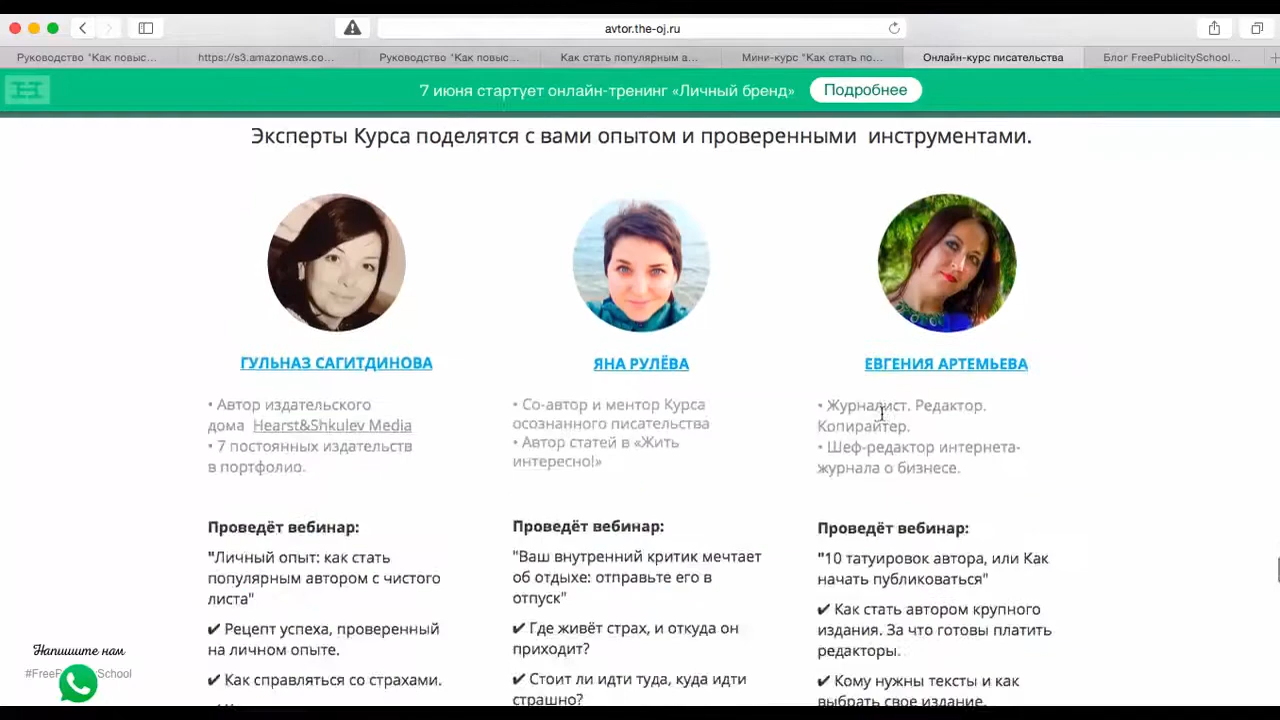 avtor.the-oj.ru
Руководство "Как повыс...
https://s3.amazonaws.co...
Руководство "Как повыс...
Как стать популярным а...
Мини-курс "Как стать по...
Онлайн-курс писательства
Блог FreePublicitySchool...
7 июня стартует онлайн-тренинг «Личный бренд»
Подробнее
Эксперты Курса поделятся с вами опытом и проверенными инструментами.
ГУЛЬНАЗ САГИТДИНОВА
• Автор издательского
дома Hearst&Shkulev Media
• 7 постоянных издательств
в портфолио.
Проведёт вебинар:
"Личный опыт: как стать
популярным автором с чистого
листа"
✔ Рецепт успеха, проверенный
на личном опыте.
✔ Как справляться со страхами.
ЯНА РУЛЁВА
• Со-автор и ментор Курса
осознанного писательства
• Автор статей в «Жить
интересно!»
Проведёт вебинар:
"Ваш внутренний критик мечтает
об отдыхе: отправьте его в
отпуск"
✔ Где живёт страх, и откуда он
приходит?
✔ Стоит ли идти туда, куда идти
страшно?
ЕВГЕНИЯ АРТЕМЬЕВА
• Журналист. Редактор.
Копирайтер.
• Шеф-редактор интернета-
журнала о бизнесе.
Проведёт вебинар:
"10 татуировок автора, или Как
начать публиковаться"
✔ Как стать автором крупного
издания. За что готовы платить
редакторы.
✔ Кому нужны тексты и как
выбрать свое издание.
Напишите нам